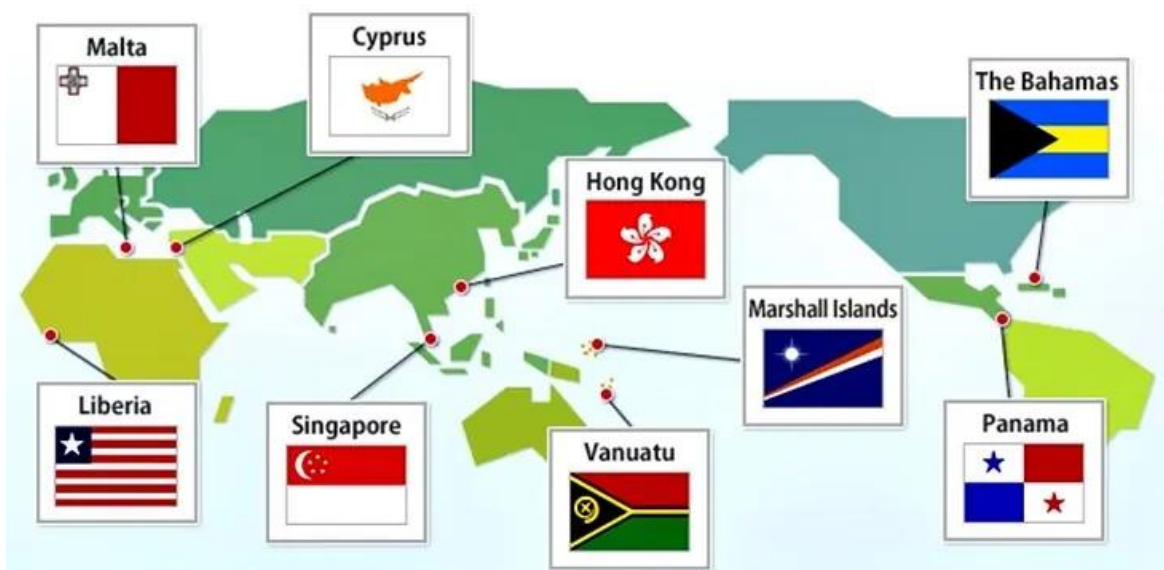 Malta
Cyprus
The Bahamas
Hong Kong
Marshall Islands
Liberia
Singapore
Vanuatu
Panama